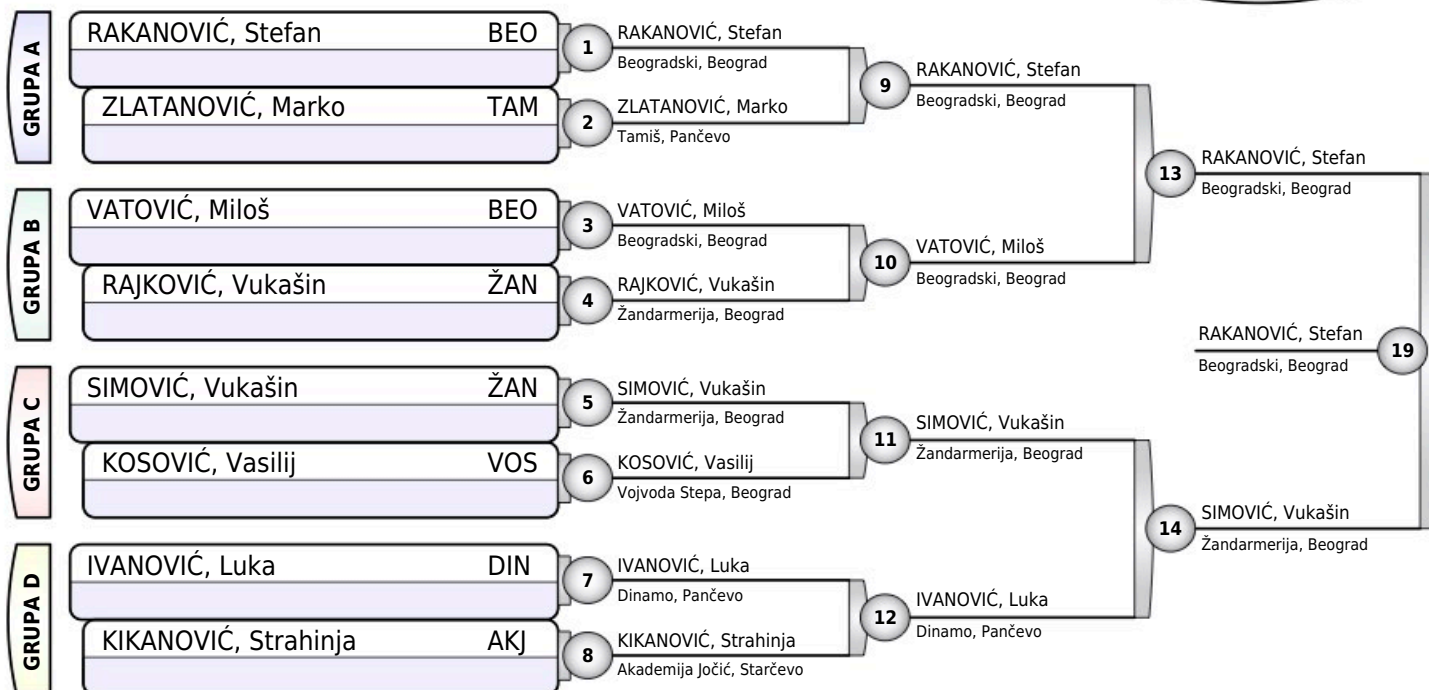 GRUPA A
RAKANOVIĆ, Stefan BEO
ZLATANOVIĆ, Marko TAM
1
RAKANOVIĆ, Stefan
Beogradski, Beograd
2
ZLATANOVIĆ, Marko
Tamiš, Pančevo
9
RAKANOVIĆ, Stefan
Beogradski, Beograd
GRUPA B
VATOVIĆ, Miloš BEO
RAJKOVIĆ, Vukašin ŽAN
3
VATOVIĆ, Miloš
Beogradski, Beograd
4
RAJKOVIĆ, Vukašin
Žandarmerija, Beograd
10
VATOVIĆ, Miloš
Beogradski, Beograd
13
RAKANOVIĆ, Stefan
Beogradski, Beograd
GRUPA C
SIMOVIĆ, Vukašin ŽAN
KOSOVIĆ, Vasilij VOS
5
SIMOVIĆ, Vukašin
Žandarmerija, Beograd
6
KOSOVIĆ, Vasilij
Vojvoda Stepa, Beograd
11
SIMOVIĆ, Vukašin
Žandarmerija, Beograd
GRUPA D
IVANOVIĆ, Luka DIN
KIKANOVIĆ, Strahinja AKJ
7
IVANOVIĆ, Luka
Dinamo, Pančevo
8
KIKANOVIĆ, Strahinja
Akademija Jočić, Starčevo
12
IVANOVIĆ, Luka
Dinamo, Pančevo
14
SIMOVIĆ, Vukašin
Žandarmerija, Beograd
RAKANOVIĆ, Stefan
Beogradski, Beograd
19